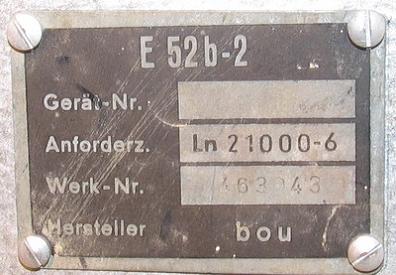 E 52b-2
Gerät-Nr.
Anforderz. Ln 21000-6
Werk-Nr.
Hersteller bou